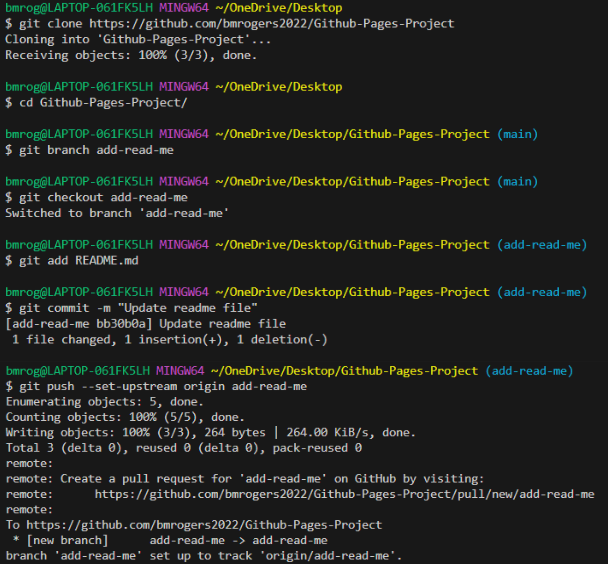 bmrog@LAPTOP-061FK5LH MINGW64 ~/OneDrive/Desktop
$ git clone https://github.com/bmrogers2022/Github-Pages-Project
Cloning into 'Github-Pages-Project'...
Receiving objects: 100% (3/3), done.
bmrog@LAPTOP-061FK5LH MINGW64 ~/OneDrive/Desktop
$ cd Github-Pages-Project/
bmrog@LAPTOP-061FK5LH MINGW64 ~/OneDrive/Desktop/Github-Pages-Project (main)
$ git branch add-read-me
bmrog@LAPTOP-061FK5LH MINGW64 ~/OneDrive/Desktop/Github-Pages-Project (main)
$ git checkout add-read-me
Switched to branch 'add-read-me'
bmrog@LAPTOP-061FK5LH MINGW64 ~/OneDrive/Desktop/Github-Pages-Project (add-read-me)
$ git add README.md
bmrog@LAPTOP-061FK5LH MINGW64 ~/OneDrive/Desktop/Github-Pages-Project (add-read-me)
$ git commit -m "Update readme file"
[add-read-me bb30b0a] Update readme file
 1 file changed, 1 insertion(+), 1 deletion(-)
bmrog@LAPTOP-061FK5LH MINGW64 ~/OneDrive/Desktop/Github-Pages-Project (add-read-me)
$ git push --set-upstream origin add-read-me
Enumerating objects: 5, done.
Counting objects: 100% (5/5), done.
Writing objects: 100% (3/3), 264 bytes | 264.00 KiB/s, done.
Total 3 (delta 0), reused 0 (delta 0), pack-reused 0
remote:
remote: Create a pull request for 'add-read-me' on GitHub by visiting:
remote:      https://github.com/bmrogers2022/Github-Pages-Project/pull/new/add-read-me
remote:
To https://github.com/bmrogers2022/Github-Pages-Project
 * [new branch]      add-read-me -> add-read-me
branch 'add-read-me' set up to track 'origin/add-read-me'.